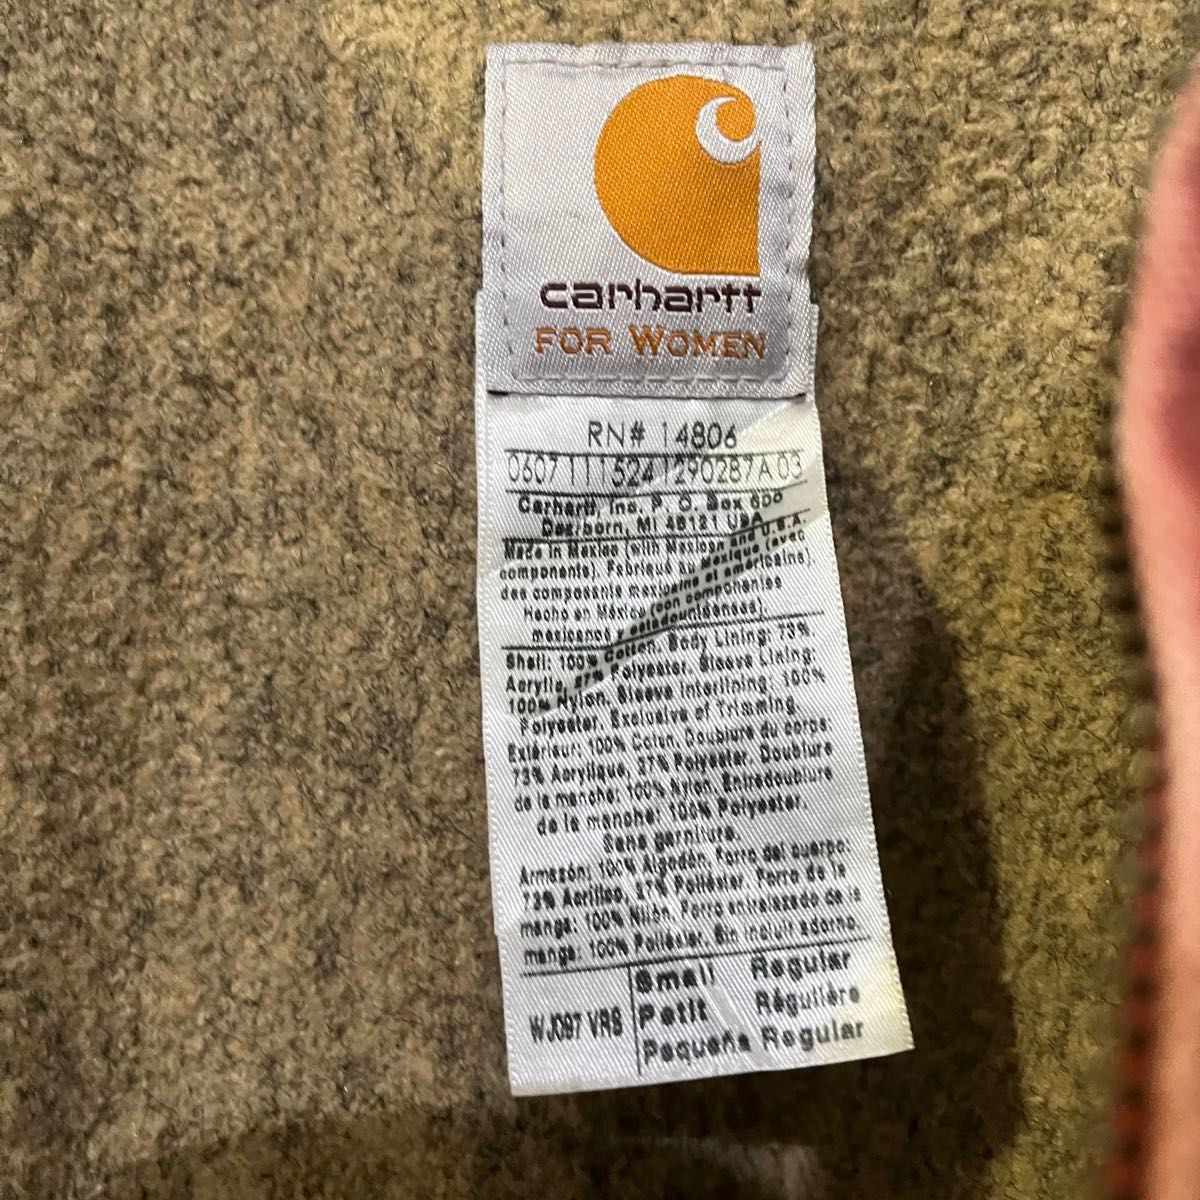 carhartt
FOR WOMEN
RN# 14806
0607 111524 1290287A 03
Carhartt, Inc. P. O. Box 600
Dearborn, MI 48121 USA
Made in Mexico (with Mexican and U.S.A.
components). Fabriqué au Mexique (avec
des composants mexicains et américains).
Hecho en México (con componentes
mexicanos y estadounidenses).
Shell: 100% Cotton. Body Lining: 73%
Acrylic, 27% Polyester. Sleeve Lining:
100% Nylon. Sleeve Interlining: 100%
Polyester. Exclusive of Trimming.
Extérieur: 100% Coton. Doublure du corps:
73% Acrylique, 27% Polyester. Doublure
de la manche: 100% Nylon. Entredoublure
de la manche: 100% Polyester.
Sans garniture.
Armazón: 100% Algodón. Forro del cuerpo:
73% Acrílico, 27% Poliéster. Forro de la
manga: 100% Nilón. Forro entrelazado de la
manga: 100% Poliéster. Sin incluir adorno.
WJ097 VRS
Small Regular
Petit Régulière
Pequeña Regular